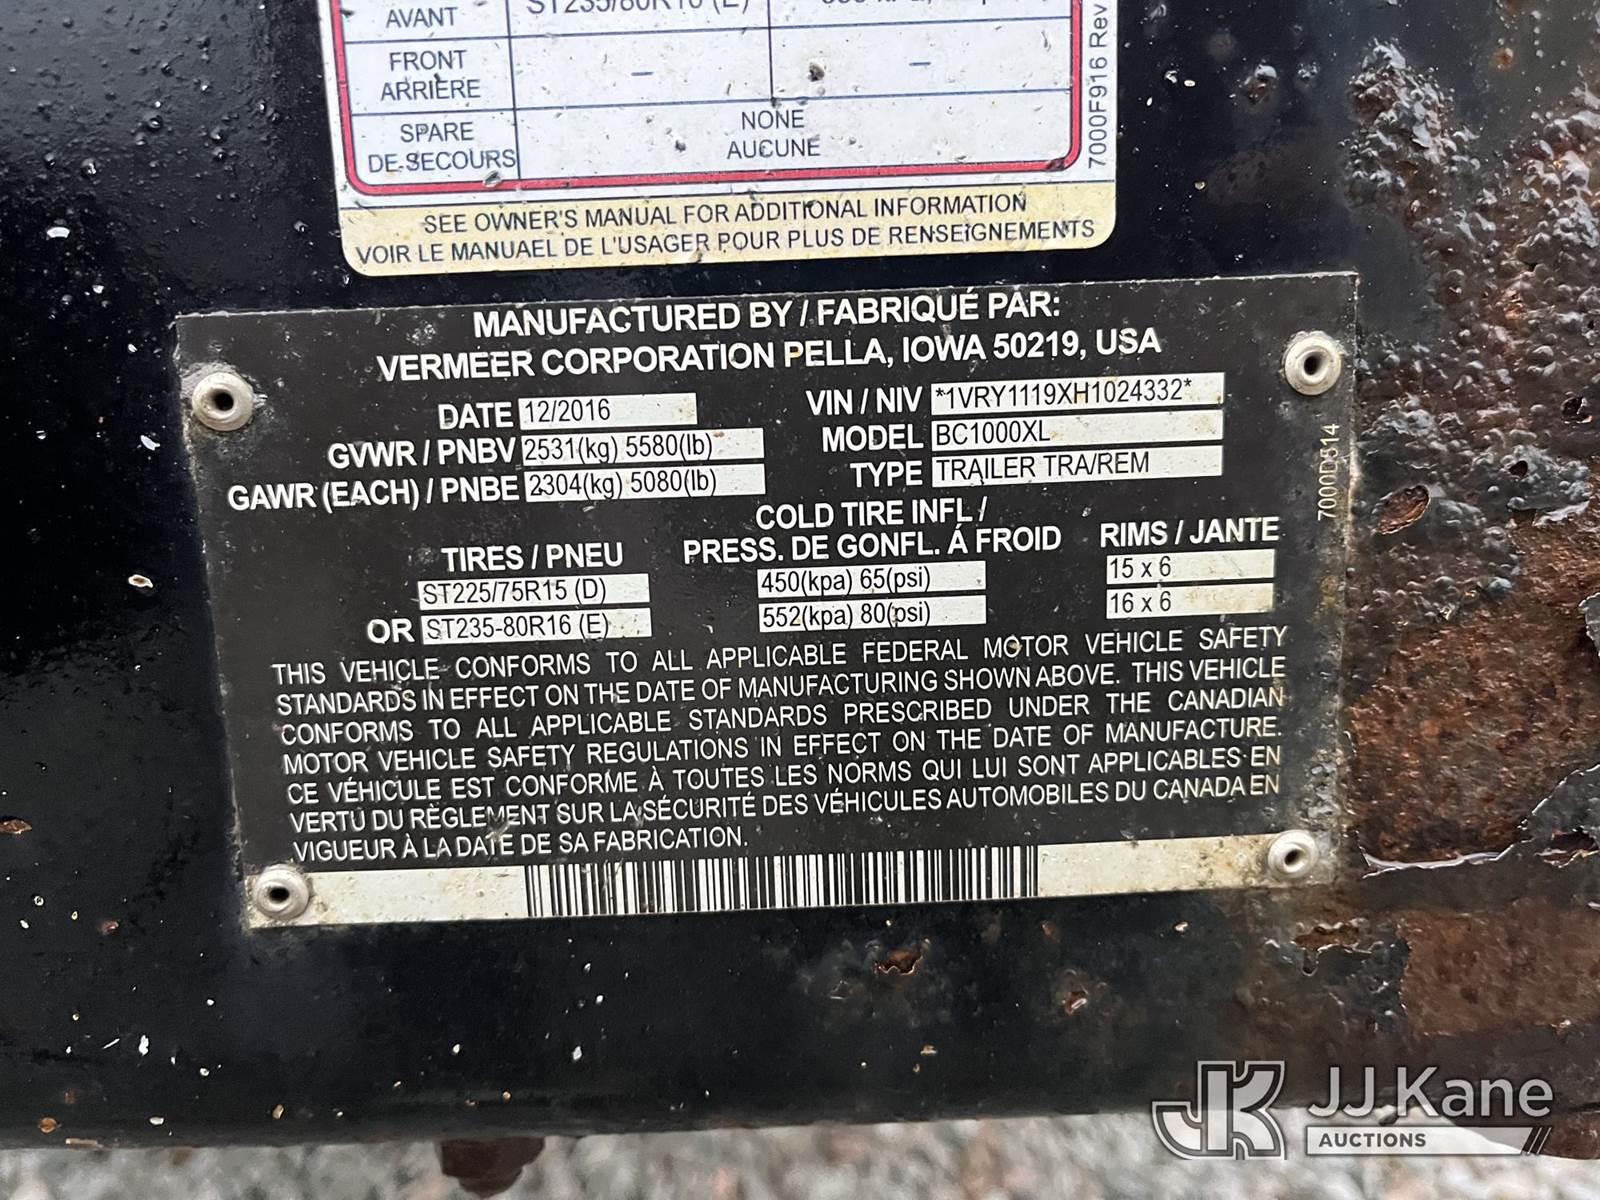 AVANT ST235/80R16 (E)
FRONT
ARRIÈRE – –
SPARE NONE
DE SECOURS AUCUNE
7000F916 Rev
SEE OWNER'S MANUAL FOR ADDITIONAL INFORMATION
VOIR LE MANUAEL DE L'USAGER POUR PLUS DE RENSEIGNEMENTS
MANUFACTURED BY / FABRIQUÉ PAR:
VERMEER CORPORATION PELLA, IOWA 50219, USA
DATE 12/2016 VIN / NIV *1VRY1119XH1024332*
GVWR / PNBV 2531(kg) 5580(lb) MODEL BC1000XL
GAWR (EACH) / PNBE 2304(kg) 5080(lb) TYPE TRAILER TRA/REM
7000D514
COLD TIRE INFL /
TIRES / PNEU PRESS. DE GONFL. Á FROID RIMS / JANTE
ST225/75R15 (D) 450(kpa) 65(psi) 15 x 6
OR ST235-80R16 (E) 552(kpa) 80(psi) 16 x 6
THIS VEHICLE CONFORMS TO ALL APPLICABLE FEDERAL MOTOR VEHICLE SAFETY
STANDARDS IN EFFECT ON THE DATE OF MANUFACTURING SHOWN ABOVE. THIS VEHICLE
CONFORMS TO ALL APPLICABLE STANDARDS PRESCRIBED UNDER THE CANADIAN
MOTOR VEHICLE SAFETY REGULATIONS IN EFFECT ON THE DATE OF MANUFACTURE.
CE VÉHICULE EST CONFORME À TOUTES LES NORMS QUI LUI SONT APPLICABLES EN
VERTU DU RÈGLEMENT SUR LA SÉCURITÉ DES VÉHICULES AUTOMOBILES DU CANADA EN
VIGUEUR À LA DATE DE SA FABRICATION.
JK JJ Kane
AUCTIONS